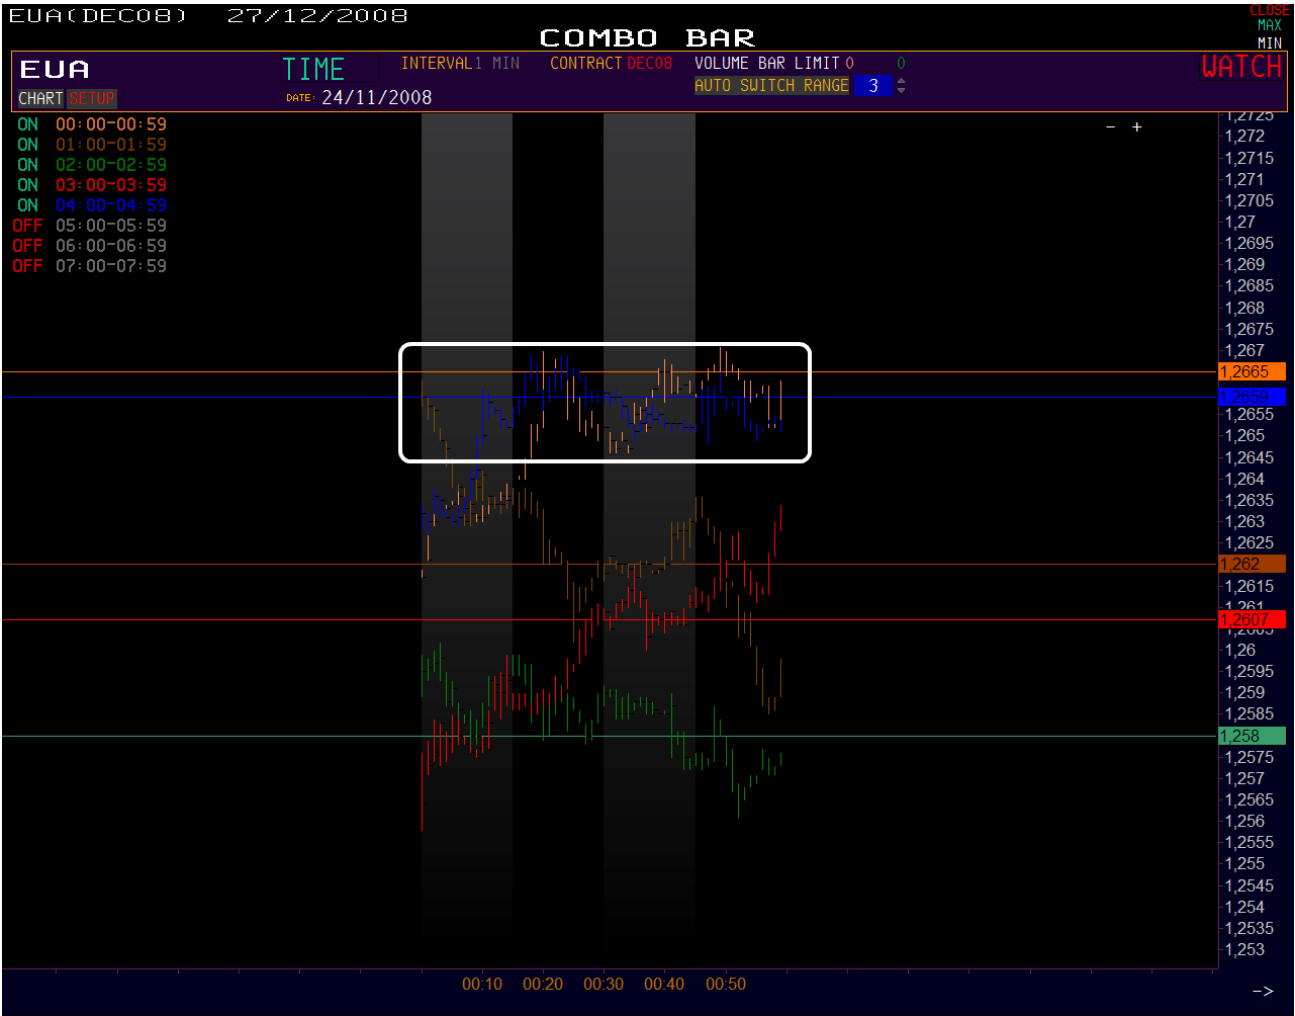 EUA(DEC08) 27/12/2008
CLOSE
MAX
COMBO BAR
MIN
EUA TIME INTERVAL 1 MIN CONTRACT DEC08 VOLUME BAR LIMIT 0 0 WATCH
AUTO SWITCH RANGE 3
CHART SETUP DATE: 24/11/2008
ON 00:00-00:59
ON 01:00-01:59
ON 02:00-02:59
ON 03:00-03:59
ON 04:00-04:59
OFF 05:00-05:59
OFF 06:00-06:59
OFF 07:00-07:59
- +
1,2725
1,272
1,2715
1,271
1,2705
1,27
1,2695
1,269
1,2685
1,268
1,2675
1,267
1,2665
1,2659
1,2655
1,265
1,2645
1,264
1,2635
1,263
1,2625
1,262
1,2615
1,261
1,2607
1,2605
1,26
1,2595
1,259
1,2585
1,258
1,2575
1,257
1,2565
1,256
1,2555
1,255
1,2545
1,254
1,2535
1,253
00:10 00:20 00:30 00:40 00:50
->